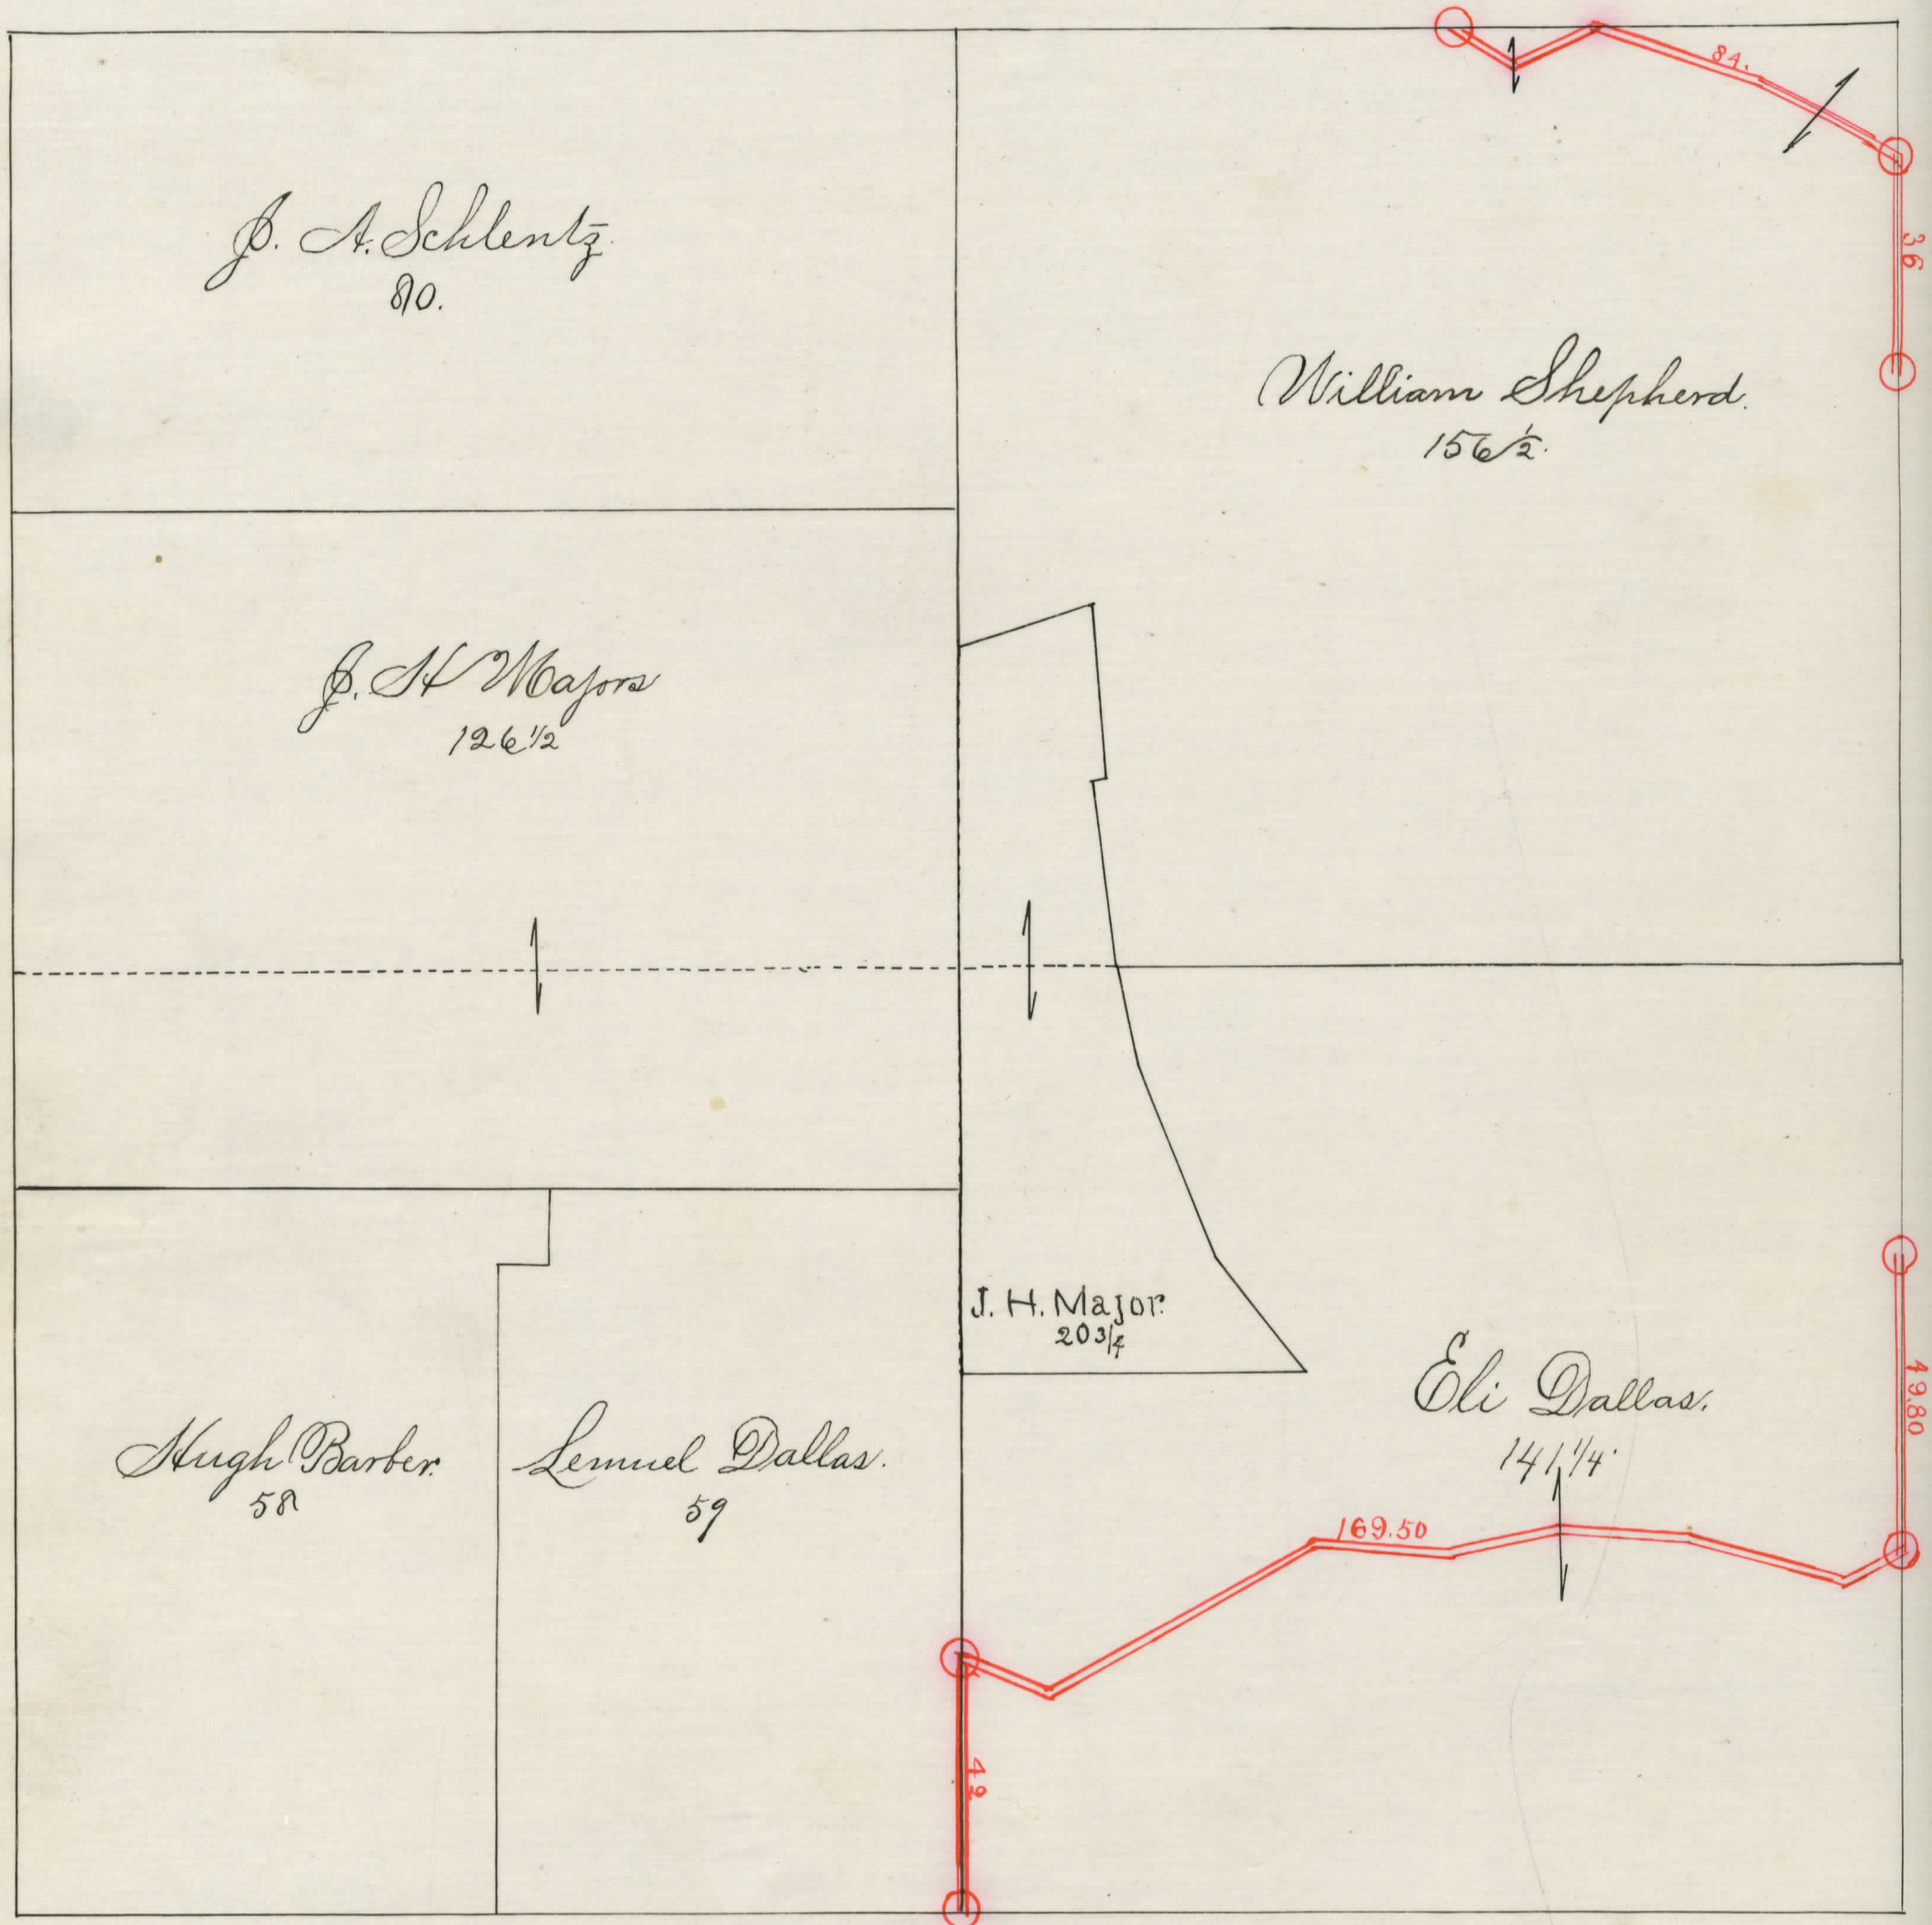 84.
36
J. A. Schlentz.
80.
William Shepherd.
156 1/2.
J. H Majors
126 1/2
J. H. Major.
20 3/4
Eli Dallas.
141 1/4.
49.80
Hugh Barber.
58
Lemuel Dallas.
59
169.50
42